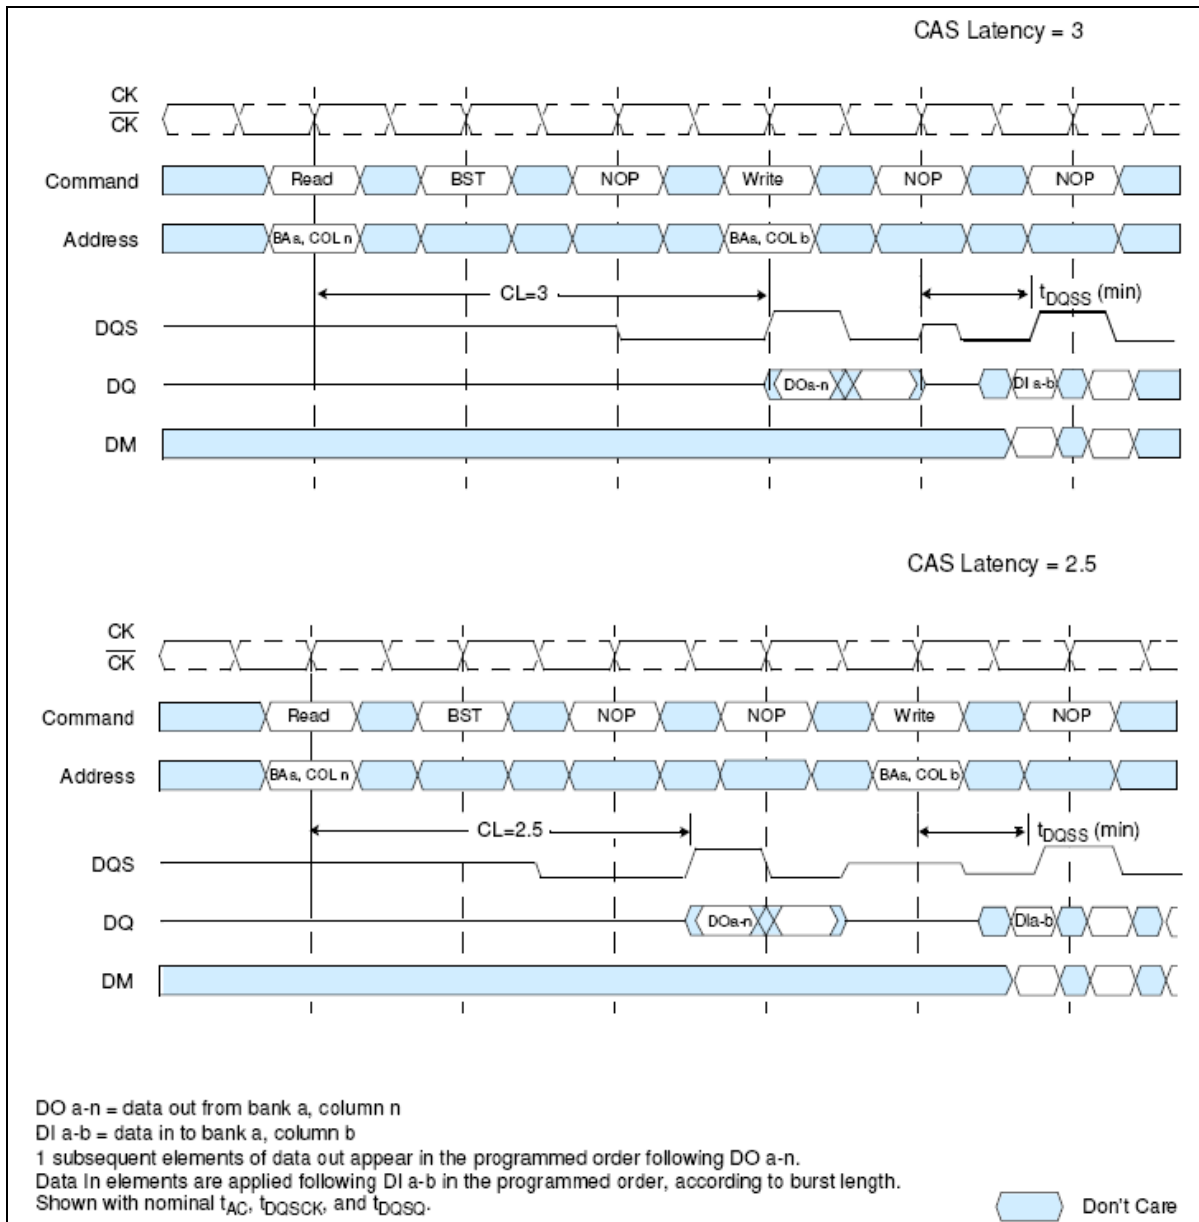 CAS Latency = 3
CK
CK
Command Read BST NOP Write NOP NOP
Address BAa, COL n BAa, COL b
CL=3 tDQSS (min)
DQS
DQ DOa-n DI a-b
DM
CAS Latency = 2.5
CK
CK
Command Read BST NOP NOP Write NOP
Address BAa, COL n BAa, COL b
CL=2.5 tDQSS (min)
DQS
DQ DOa-n DIa-b
DM
DO a-n = data out from bank a, column n
DI a-b = data in to bank a, column b
1 subsequent elements of data out appear in the programmed order following DO a-n.
Data In elements are applied following DI a-b in the programmed order, according to burst length.
Shown with nominal tAC, tDQSCK, and tDQSQ.
Don't Care